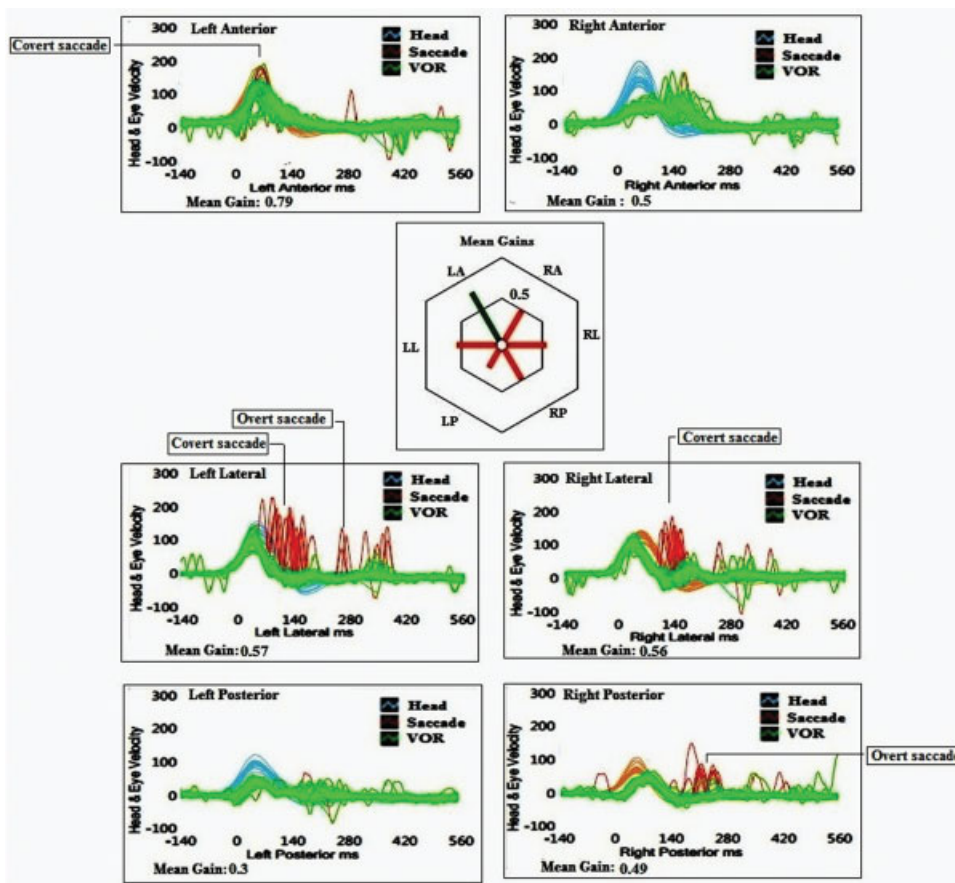 Left Anterior
Covert saccade
Head & Eye Velocity
300
200
100
0
-100
Head
Saccade
VOR
-140 0 140 280 420 560
Left Anterior ms
Mean Gain: 0.79
Right Anterior
Head & Eye Velocity
300
200
100
0
-100
Head
Saccade
VOR
-140 0 140 280 420 560
Right Anterior ms
Mean Gain : 0.5
Mean Gains
LA RA
0.5
LL RL
LP RP
Overt saccade
Covert saccade
Left Lateral
Head & Eye Velocity
300
200
100
0
-100
Head
Saccade
VOR
-140 0 140 280 420 560
Left Lateral ms
Mean Gain: 0.57
Covert saccade
Right Lateral
Head & Eye Velocity
300
200
100
0
-100
Head
Saccade
VOR
-140 0 140 280 420 560
Right Lateral ms
Mean Gain: 0.56
Left Posterior
Head & Eye Velocity
300
200
100
0
-100
Head
Saccade
VOR
-140 0 140 280 420 560
Left Posterior ms
Mean Gain: 0.3
Right Posterior
Head & Eye Velocity
300
200
100
0
-100
Head
Saccade
VOR
Overt saccade
-140 0 140 280 420 560
Right Posterior ms
Mean Gain: 0.49